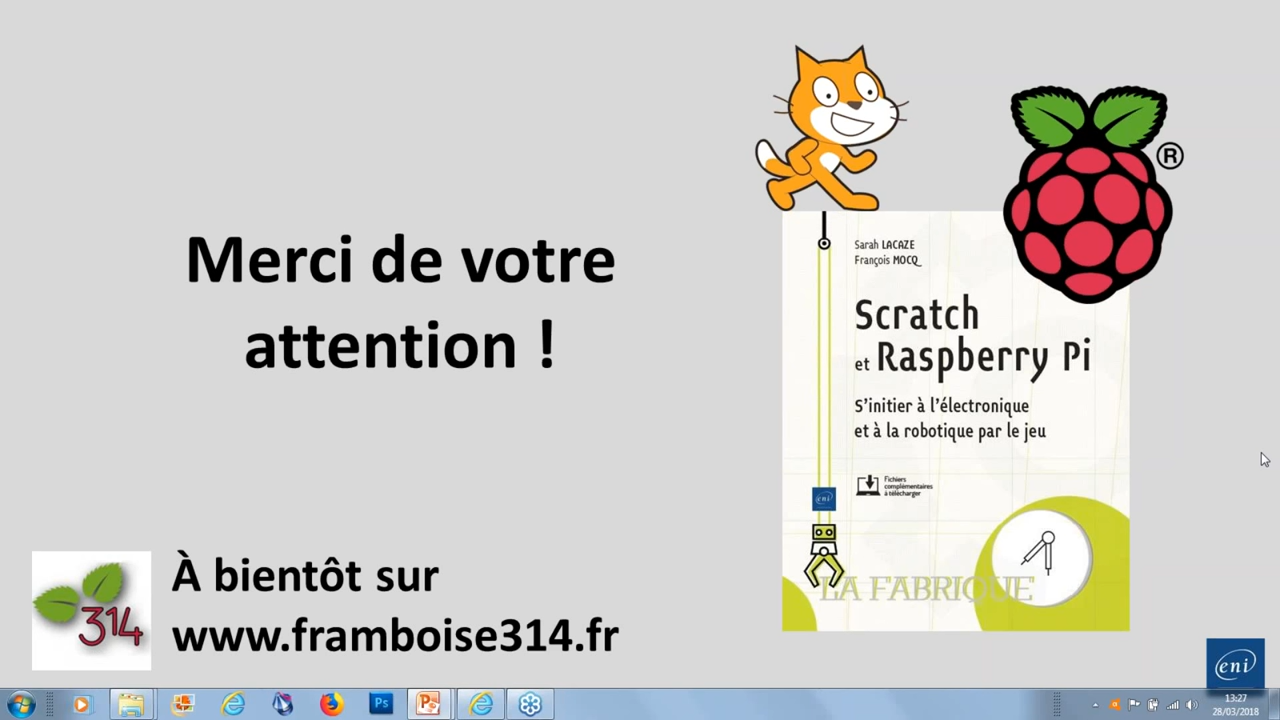 Merci de votre
attention !
®
Sarah LACAZE
François MOCQ
Scratch
et Raspberry Pi
S'initier à l'électronique
et à la robotique par le jeu
Fichiers
complémentaires
à télécharger
eni
LA FABRIQUE
314
À bientôt sur
www.framboise314.fr
eni
Ps
13:27
28/03/2018